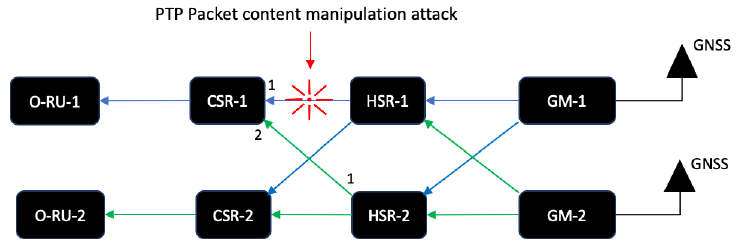 PTP Packet content manipulation attack
GNSS
1
O-RU-1
CSR-1
HSR-1
GM-1
2
GNSS
1
O-RU-2
CSR-2
HSR-2
GM-2